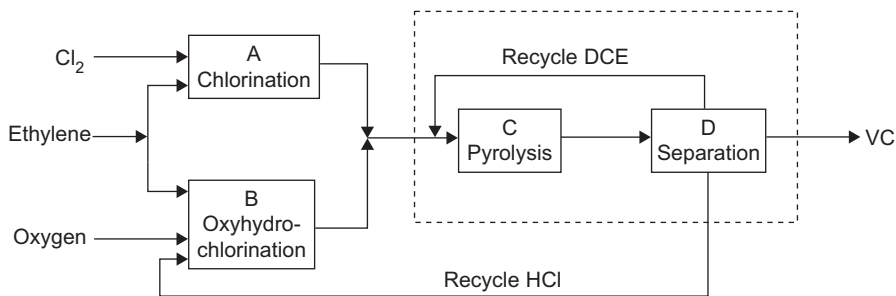 Cl2
A
Chlorination
Ethylene
B
Oxyhydro-
chlorination
Oxygen
Recycle DCE
C
Pyrolysis
D
Separation
VC
Recycle HCl